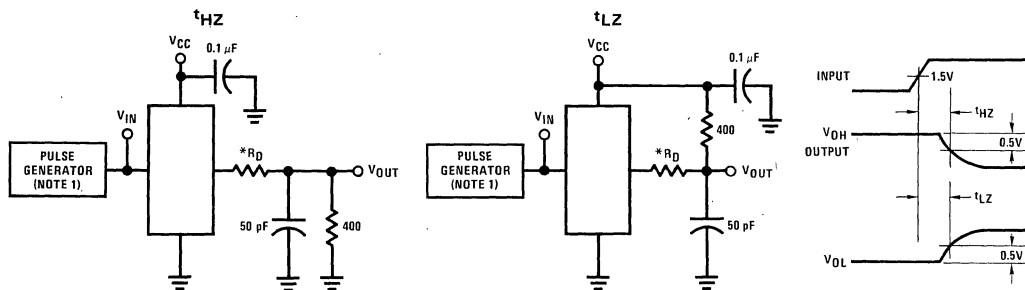 tHZ
VCC
0.1 μF
VIN
PULSE
GENERATOR
(NOTE 1)
*RD
VOUT
50 pF
400
tLZ
VCC
0.1 μF
400
VIN
PULSE
GENERATOR
(NOTE 1)
*RD
VOUT
50 pF
INPUT
1.5V
tHZ
VOH
0.5V
OUTPUT
tLZ
0.5V
VOL